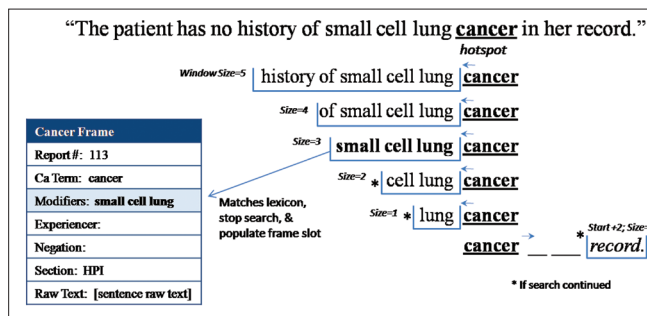 “The patient has no history of small cell lung cancer in her record.”
hotspot
Window Size=5 history of small cell lung cancer
Size=4 of small cell lung cancer
Size=3 small cell lung cancer
Size=2 * cell lung cancer
Size=1 * lung cancer
cancer __ __ * record.
Start +2; Size=
* If search continued
Matches lexicon,
stop search, &
populate frame slot
Cancer Frame
Report#: 113
Ca Term: cancer
Modifiers: small cell lung
Experiencer:
Negation:
Section: HPI
Raw Text: [sentence raw text]